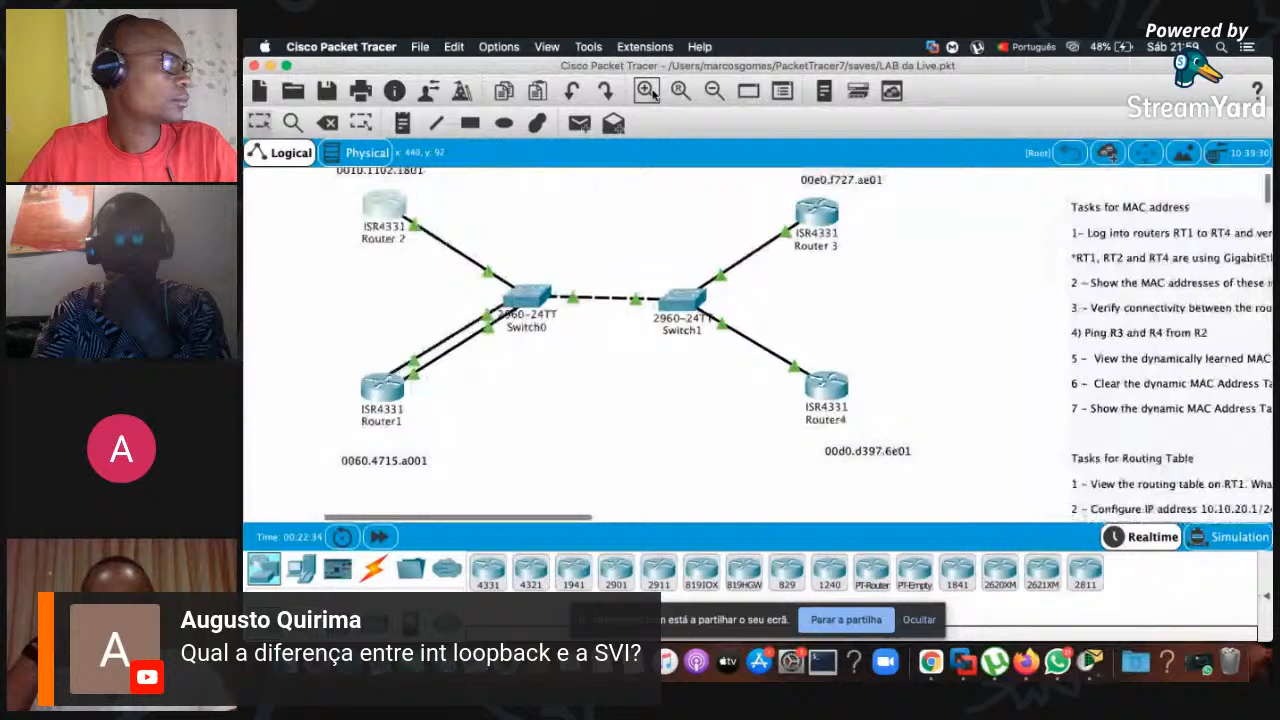 Powered by
StreamYard
Cisco Packet Tracer File Edit Options View Tools Window Extensions Help
Português 48% Sáb 21:59
Cisco Packet Tracer - /Users/marcosgomes/PacketTracer7/saves/LAB da Live.pkt
?
Logical Physical x: 440, y: 92 [Root] 10:39:30
0010.1102.1801
ISR4331
Router 2
00e0.f727.ae01
ISR4331
Router 3
2960-24TT
Switch0
2960-24TT
Switch1
ISR4331
Router1
0060.4715.a001
ISR4331
Router4
00d0.d397.6e01
Tasks for MAC address
1- Log into routers RT1 to RT4 and ver
*RT1, RT2 and RT4 are using GigabitEt
2 - Show the MAC addresses of these
3 - Verify connectivity between the rou
4) Ping R3 and R4 from R2
5 - View the dynamically learned MAC
6 - Clear the dynamic MAC Address Ta
7 - Show the dynamic MAC Address Ta
Tasks for Routing Table
1 - View the routing table on RT1. Wha
2 - Configure IP address 10.10.20.1/24
Time: 00:22:34 Realtime Simulation
4331 4321 1941 2901 2911 819IOX 819HGW 829 1240 PT-Router PT-Empty 1841 2620XM 2621XM 2811
está a partilhar o seu ecrã. Parar a partilha Ocultar
A
A
Augusto Quirima
Qual a diferença entre int loopback e a SVI?